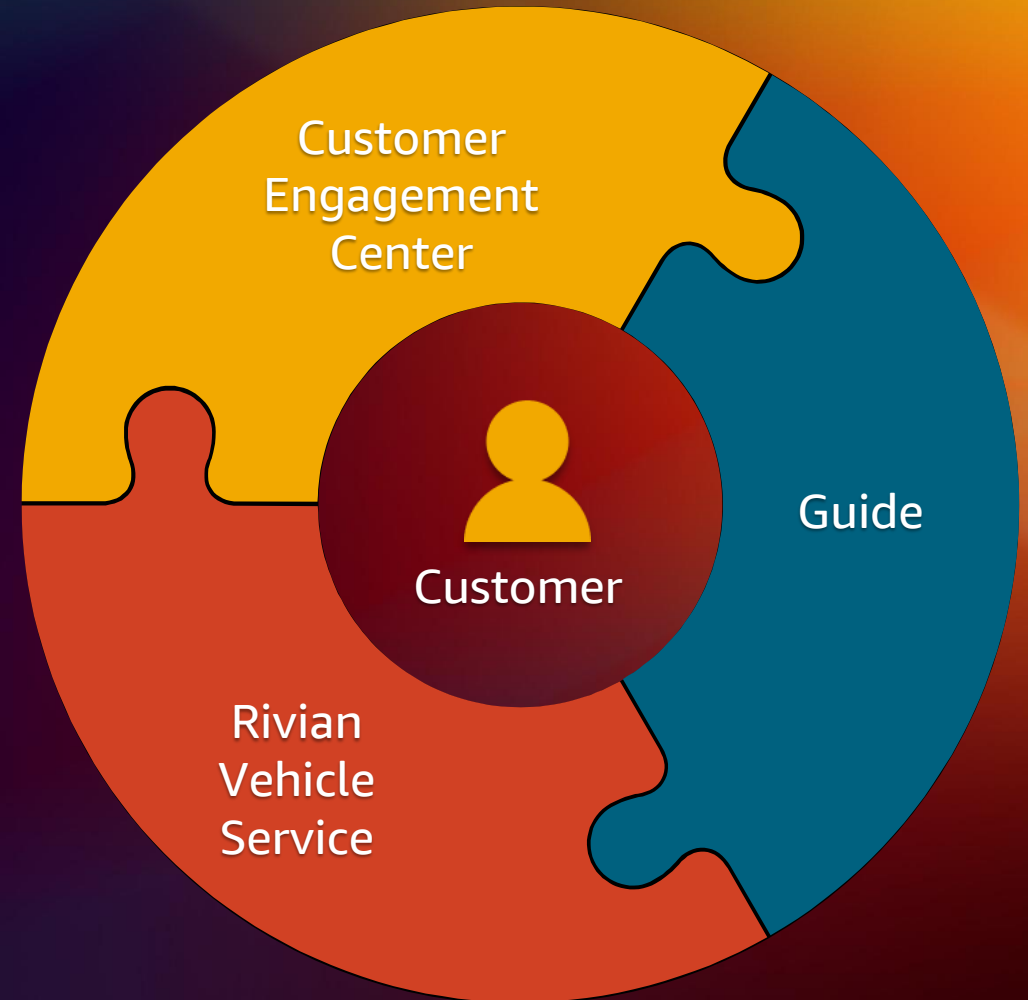 Customer
Engagement
Center
Guide
Customer
Rivian
Vehicle
Service